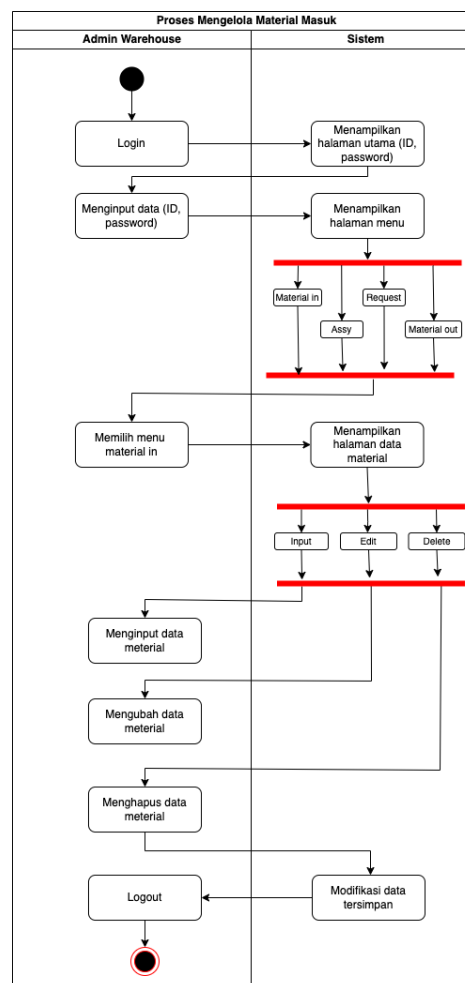 Proses Mengelola Material Masuk
Admin Warehouse
Sistem
Login
Menampilkan
halaman utama (ID,
password)
Menginput data (ID,
password)
Menampilkan
halaman menu
Material in
Request
Assy
Material out
Memilih menu
material in
Menampilkan
halaman data
material
Input
Edit
Delete
Menginput data
meterial
Mengubah data
meterial
Menghapus data
meterial
Logout
Modifikasi data
tersimpan